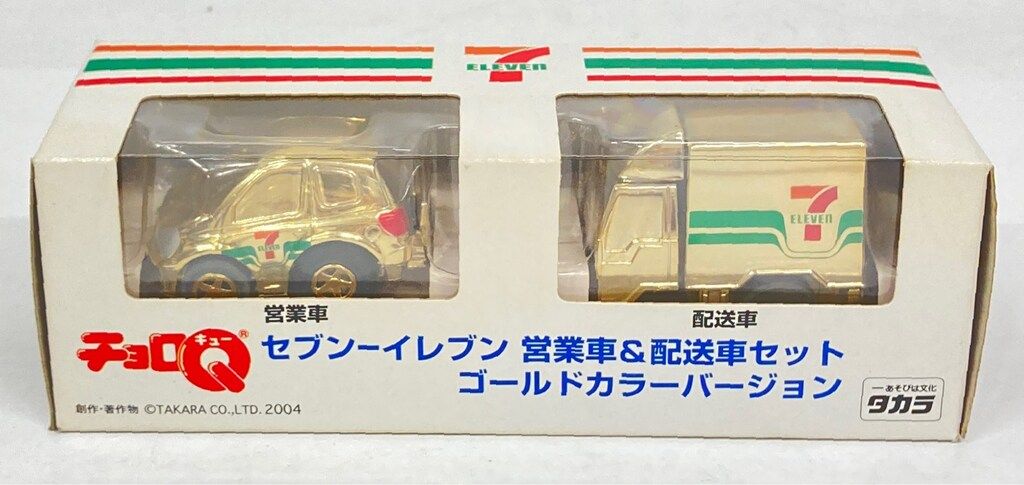 7
ELEVEN
7
ELEVEN
7
ELEVEN
営業車
配送車
チョロQ
キュー
®
セブン-イレブン 営業車&配送車セット
ゴールドカラーバージョン
創作・著作物 ©TAKARA CO.,LTD. 2004
—あそびは文化
タカラ